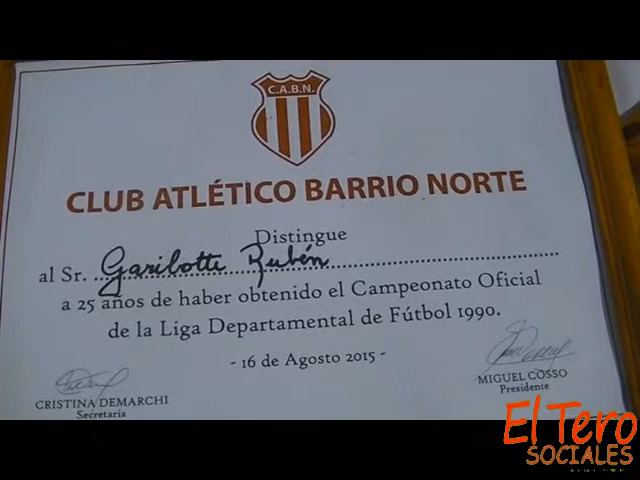 C.A.B.N.
CLUB ATLÉTICO BARRIO NORTE
Distingue
al Sr. Garibotti Rubén
a 25 años de haber obtenido el Campeonato Oficial
de la Liga Departamental de Fútbol 1990.
- 16 de Agosto 2015 -
CRISTINA DEMARCHI
Secretaria
MIGUEL COSSO
Presidente
El Tero
SOCIALES